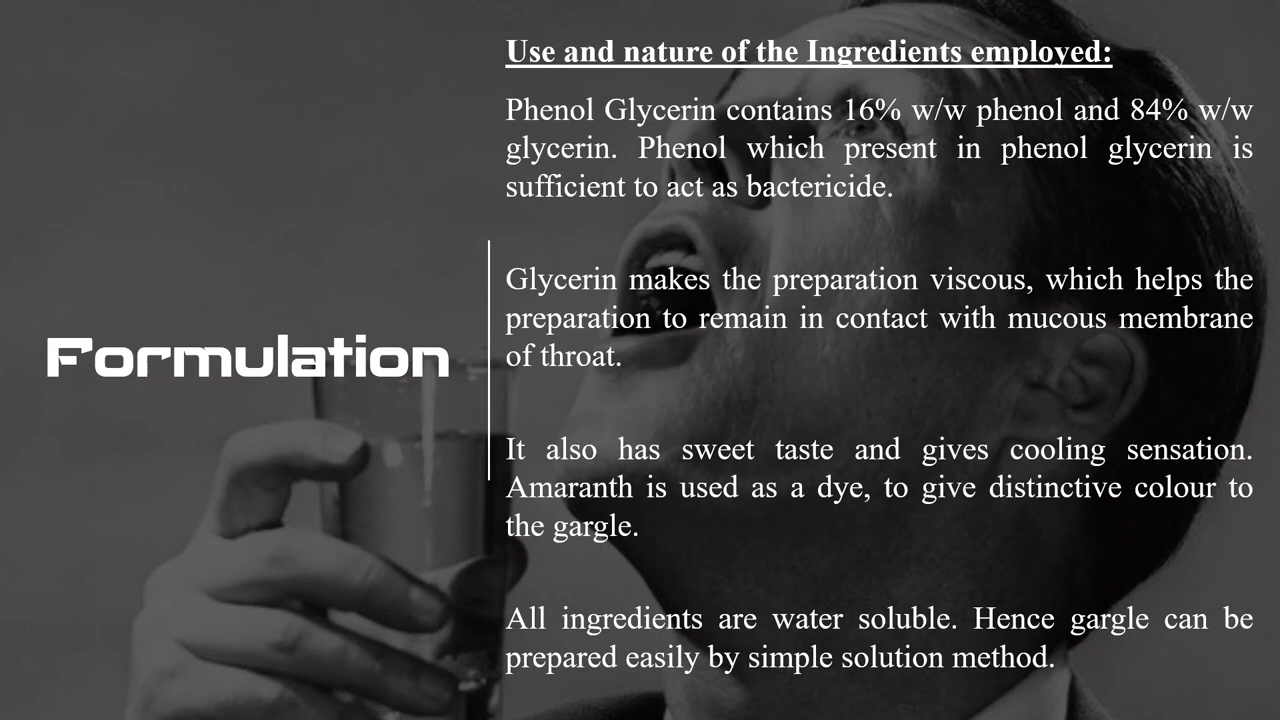 Formulation
Use and nature of the Ingredients employed:
Phenol Glycerin contains 16% w/w phenol and 84% w/w
glycerin. Phenol which present in phenol glycerin is
sufficient to act as bactericide.
Glycerin makes the preparation viscous, which helps the
preparation to remain in contact with mucous membrane
of throat.
It also has sweet taste and gives cooling sensation.
Amaranth is used as a dye, to give distinctive colour to
the gargle.
All ingredients are water soluble. Hence gargle can be
prepared easily by simple solution method.